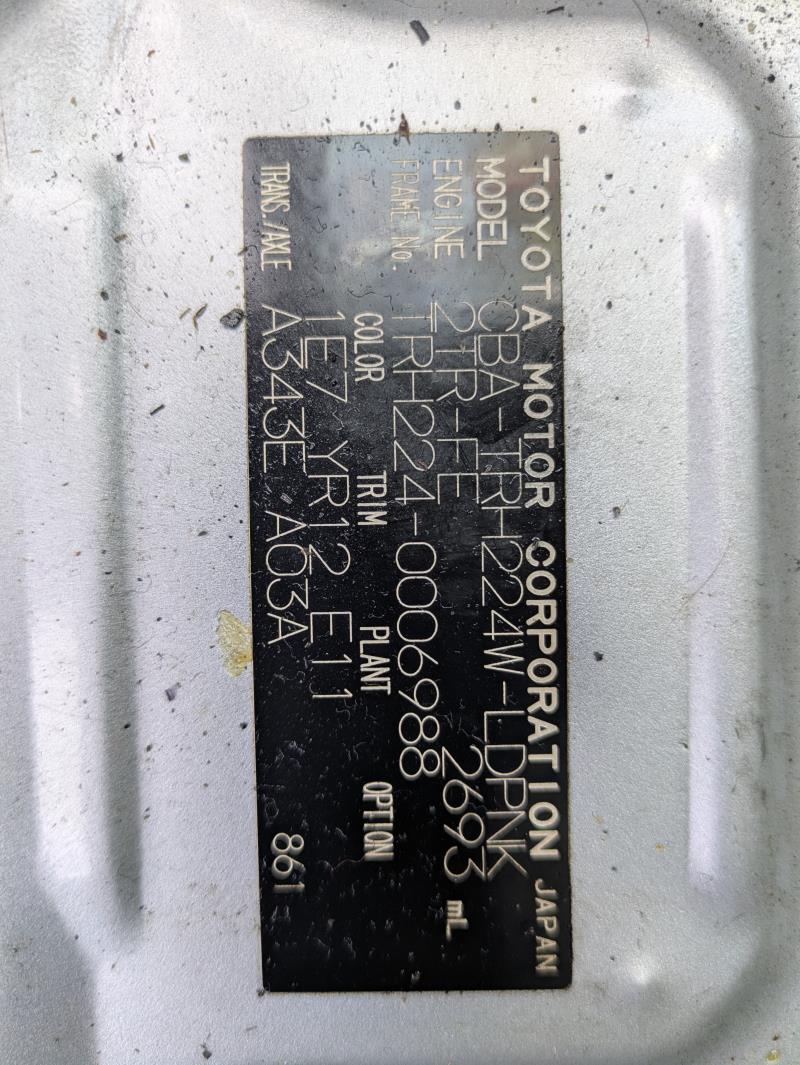 TOYOTA MOTOR CORPORATION JAPAN
MODEL CBA-TRH224W-LDPNK
ENGINE 2TR-FE 2693 mL
FRAME No. TRH224-0006988
COLOR TRIM PLANT OPTION
1E7 YR12 E11
TRANS./AXLE A343E A03A 861